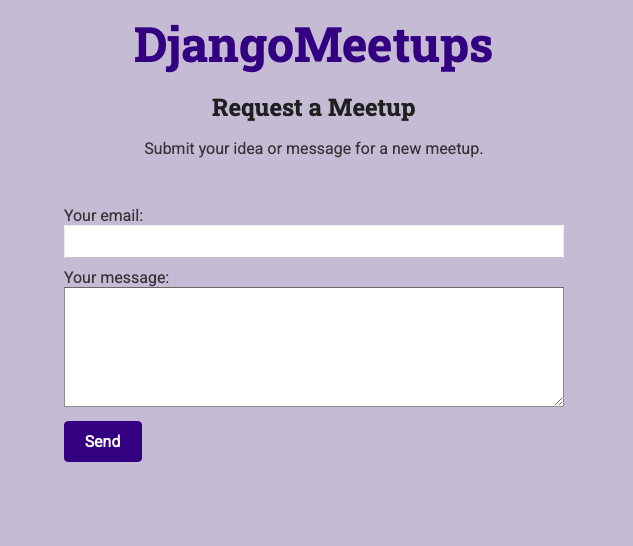 DjangoMeetups
Request a Meetup
Submit your idea or message for a new meetup.
Your email:
Your message:
Send